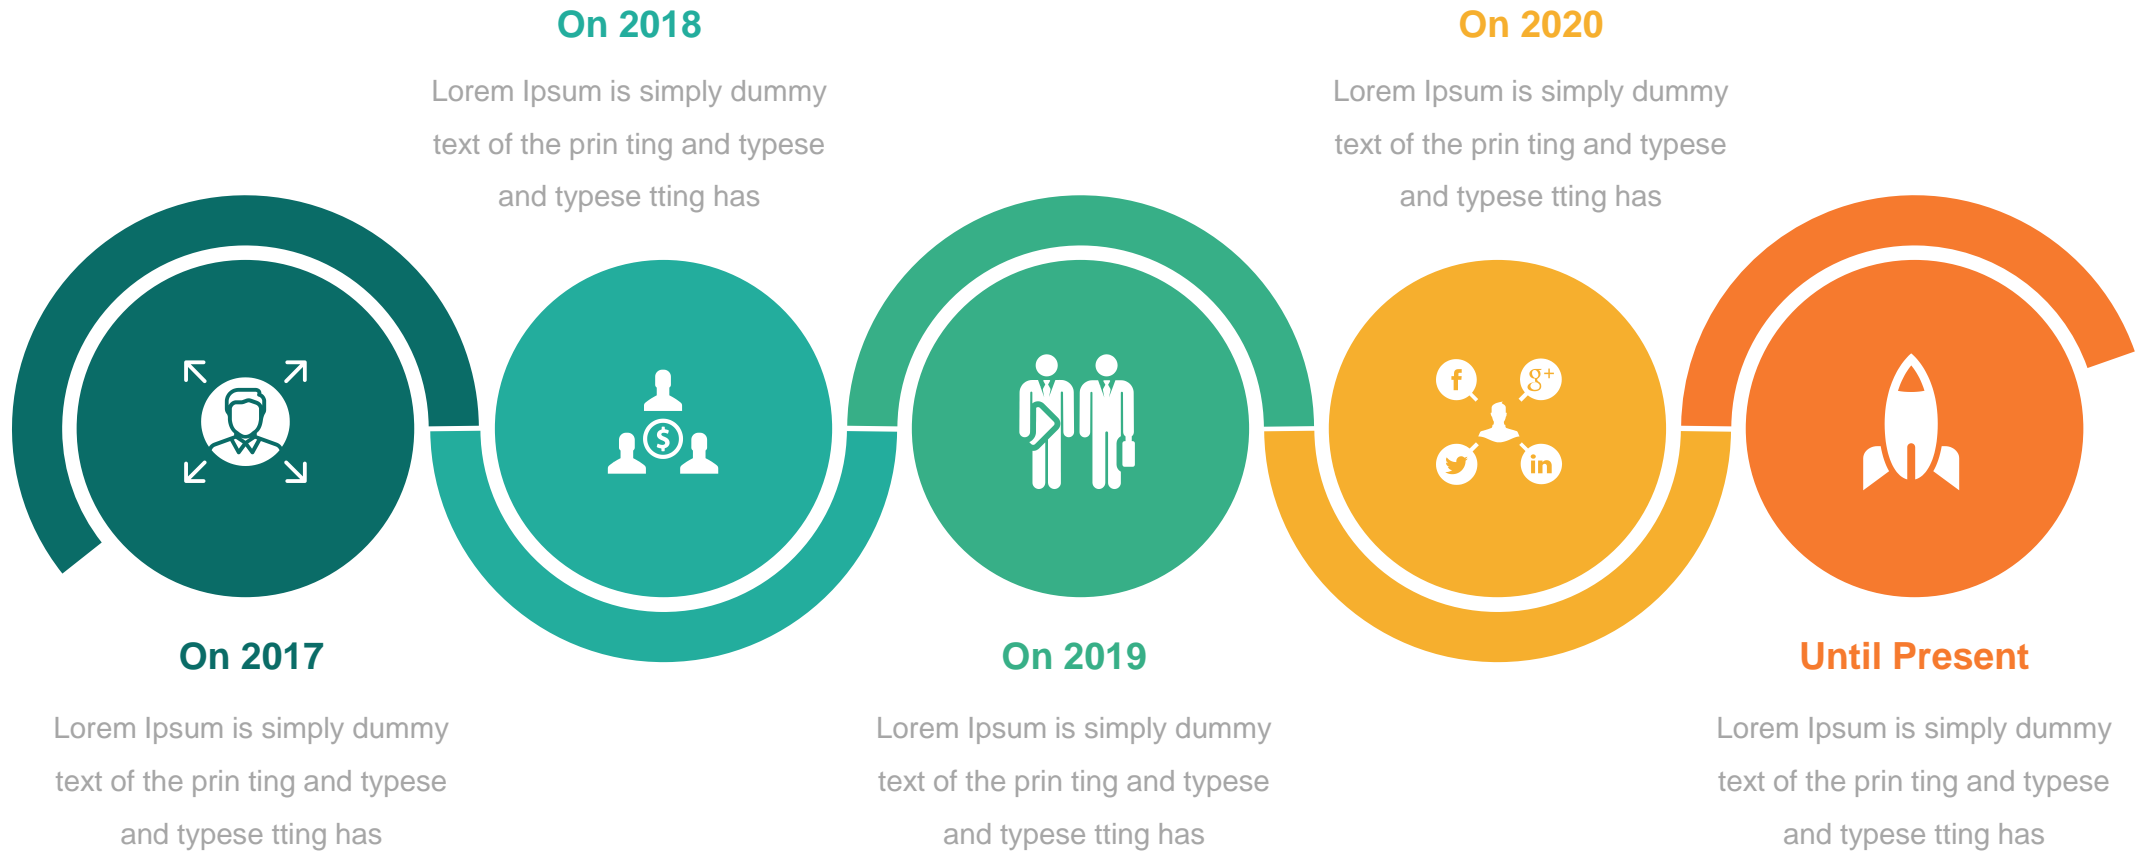 On 2018
Lorem Ipsum is simply dummy
text of the prin ting and typese
and typese tting has
On 2020
Lorem Ipsum is simply dummy
text of the prin ting and typese
and typese tting has
$
f
g+
in
On 2017
Lorem Ipsum is simply dummy
text of the prin ting and typese
and typese tting has
On 2019
Lorem Ipsum is simply dummy
text of the prin ting and typese
and typese tting has
Until Present
Lorem Ipsum is simply dummy
text of the prin ting and typese
and typese tting has